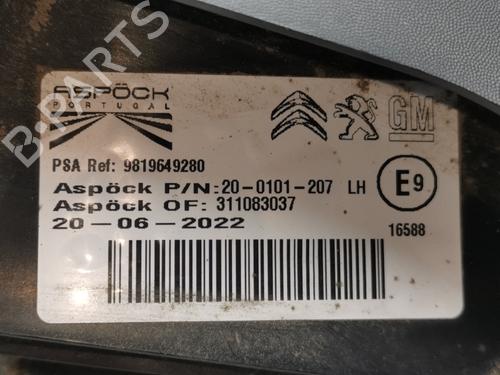 ASPÖCK
PORTUGAL
GM
PSA Ref: 9819649280
Aspöck P/N:20-0101-207 LH
E9
Aspöck OF: 311083037
20-06-2022
16588
B-PARTS